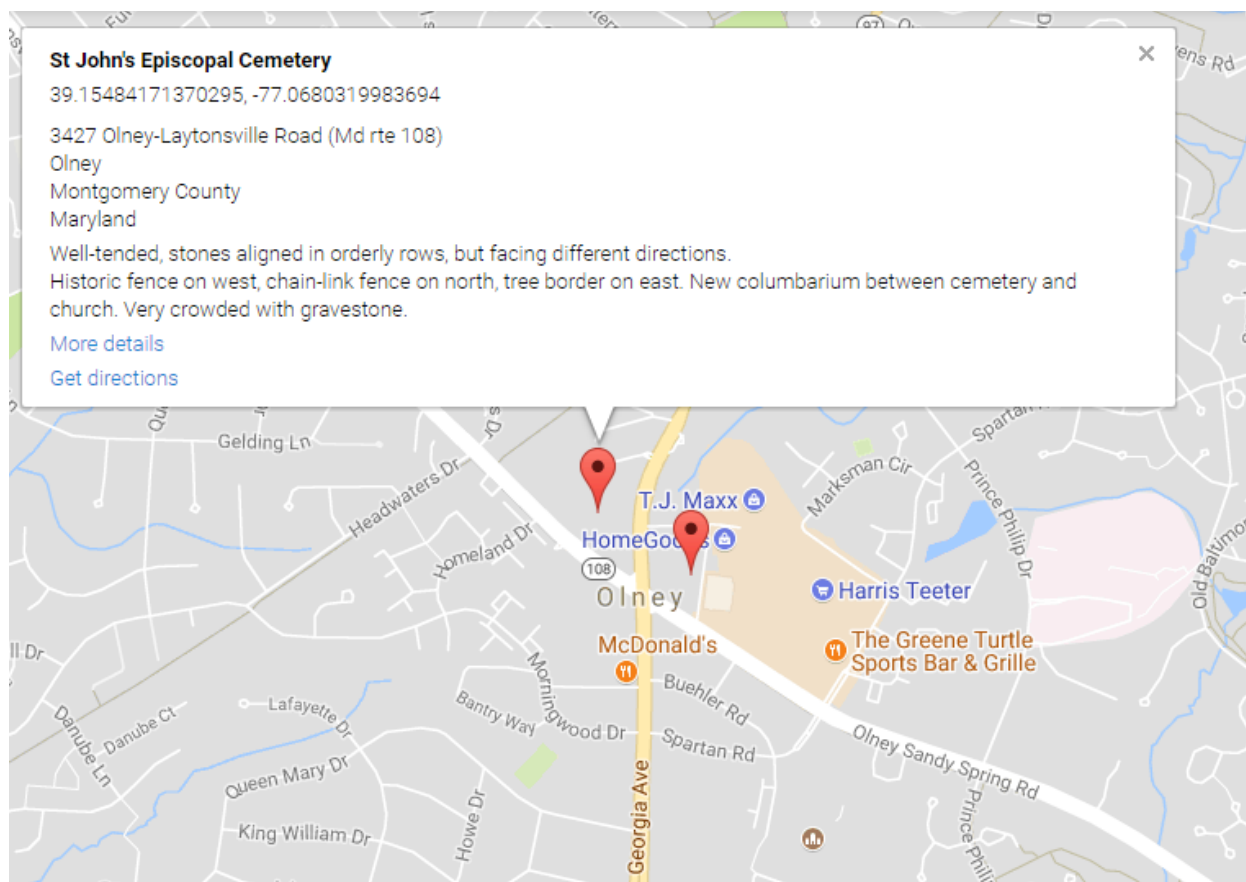 97
ens Rd
St John's Episcopal Cemetery
39.15484171370295, -77.0680319983694
3427 Olney-Laytonsville Road (Md rte 108)
Olney
Montgomery County
Maryland
Well-tended, stones aligned in orderly rows, but facing different directions.
Historic fence on west, chain-link fence on north, tree border on east. New columbarium between cemetery and
church. Very crowded with gravestone.
More details
Get directions
Gelding Ln
Spartan
Headwaters Dr
Marksman Cir
T.J. Maxx
Prince Philip Dr
Homeland Dr
HomeGoods
108
Old Baltimo
Olney
Harris Teeter
McDonald's
The Greene Turtle
Sports Bar & Grille
ll Dr
Morningwood Dr
Buehler Rd
Lafayette Dr
Bantry Way
Danube Ct
Danube Ln
Spartan Rd
Olney Sandy Spring Rd
Queen Mary Dr
Georgia Ave
Howe Dr
King William Dr
Prince Phili